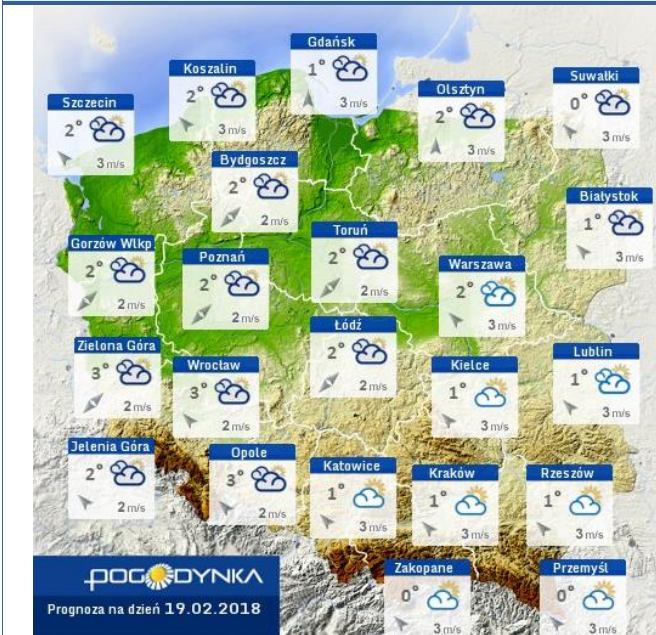 Gdańsk
1°
3 m/s
Koszalin
2°
3 m/s
Suwałki
0°
3 m/s
Olsztyn
2°
3 m/s
Szczecin
2°
3 m/s
Bydgoszcz
2°
2 m/s
Białystok
1°
3 m/s
Toruń
2°
2 m/s
Gorzów Wlkp
2°
2 m/s
Poznań
2°
2 m/s
Warszawa
2°
3 m/s
Łódź
2°
2 m/s
Zielona Góra
3°
2 m/s
Wrocław
3°
2 m/s
Kielce
1°
3 m/s
Lublin
1°
3 m/s
Jelenia Góra
2°
2 m/s
Opole
3°
2 m/s
Katowice
1°
3 m/s
Kraków
1°
3 m/s
Rzeszów
1°
3 m/s
Zakopane
0°
3 m/s
Przemyśl
0°
3 m/s
POGODYNKA
Prognoza na dzień 19.02.2018